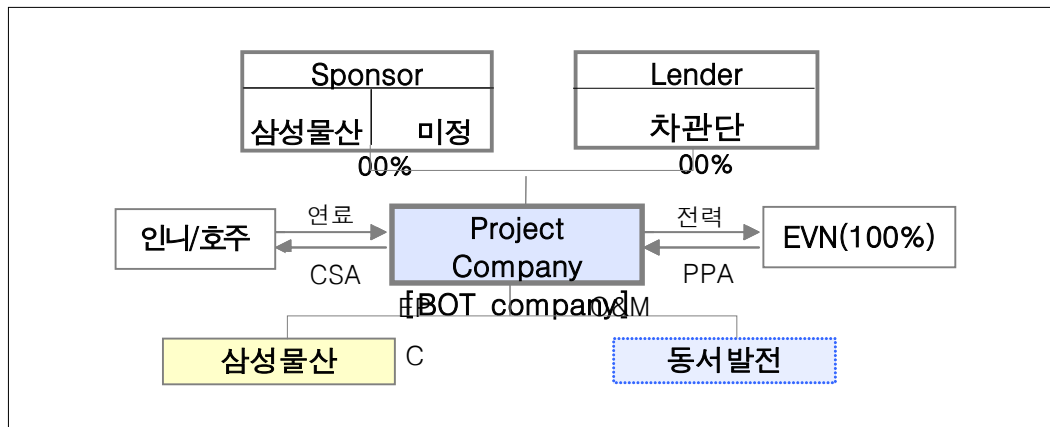 Sponsor
삼성물산 미정
00%
Lender
차관단
00%
인니/호주
연료
CSA
Project
Company
[BOT company]
전력
PPA
EVN(100%)
EP
C
O&M
삼성물산
동서발전